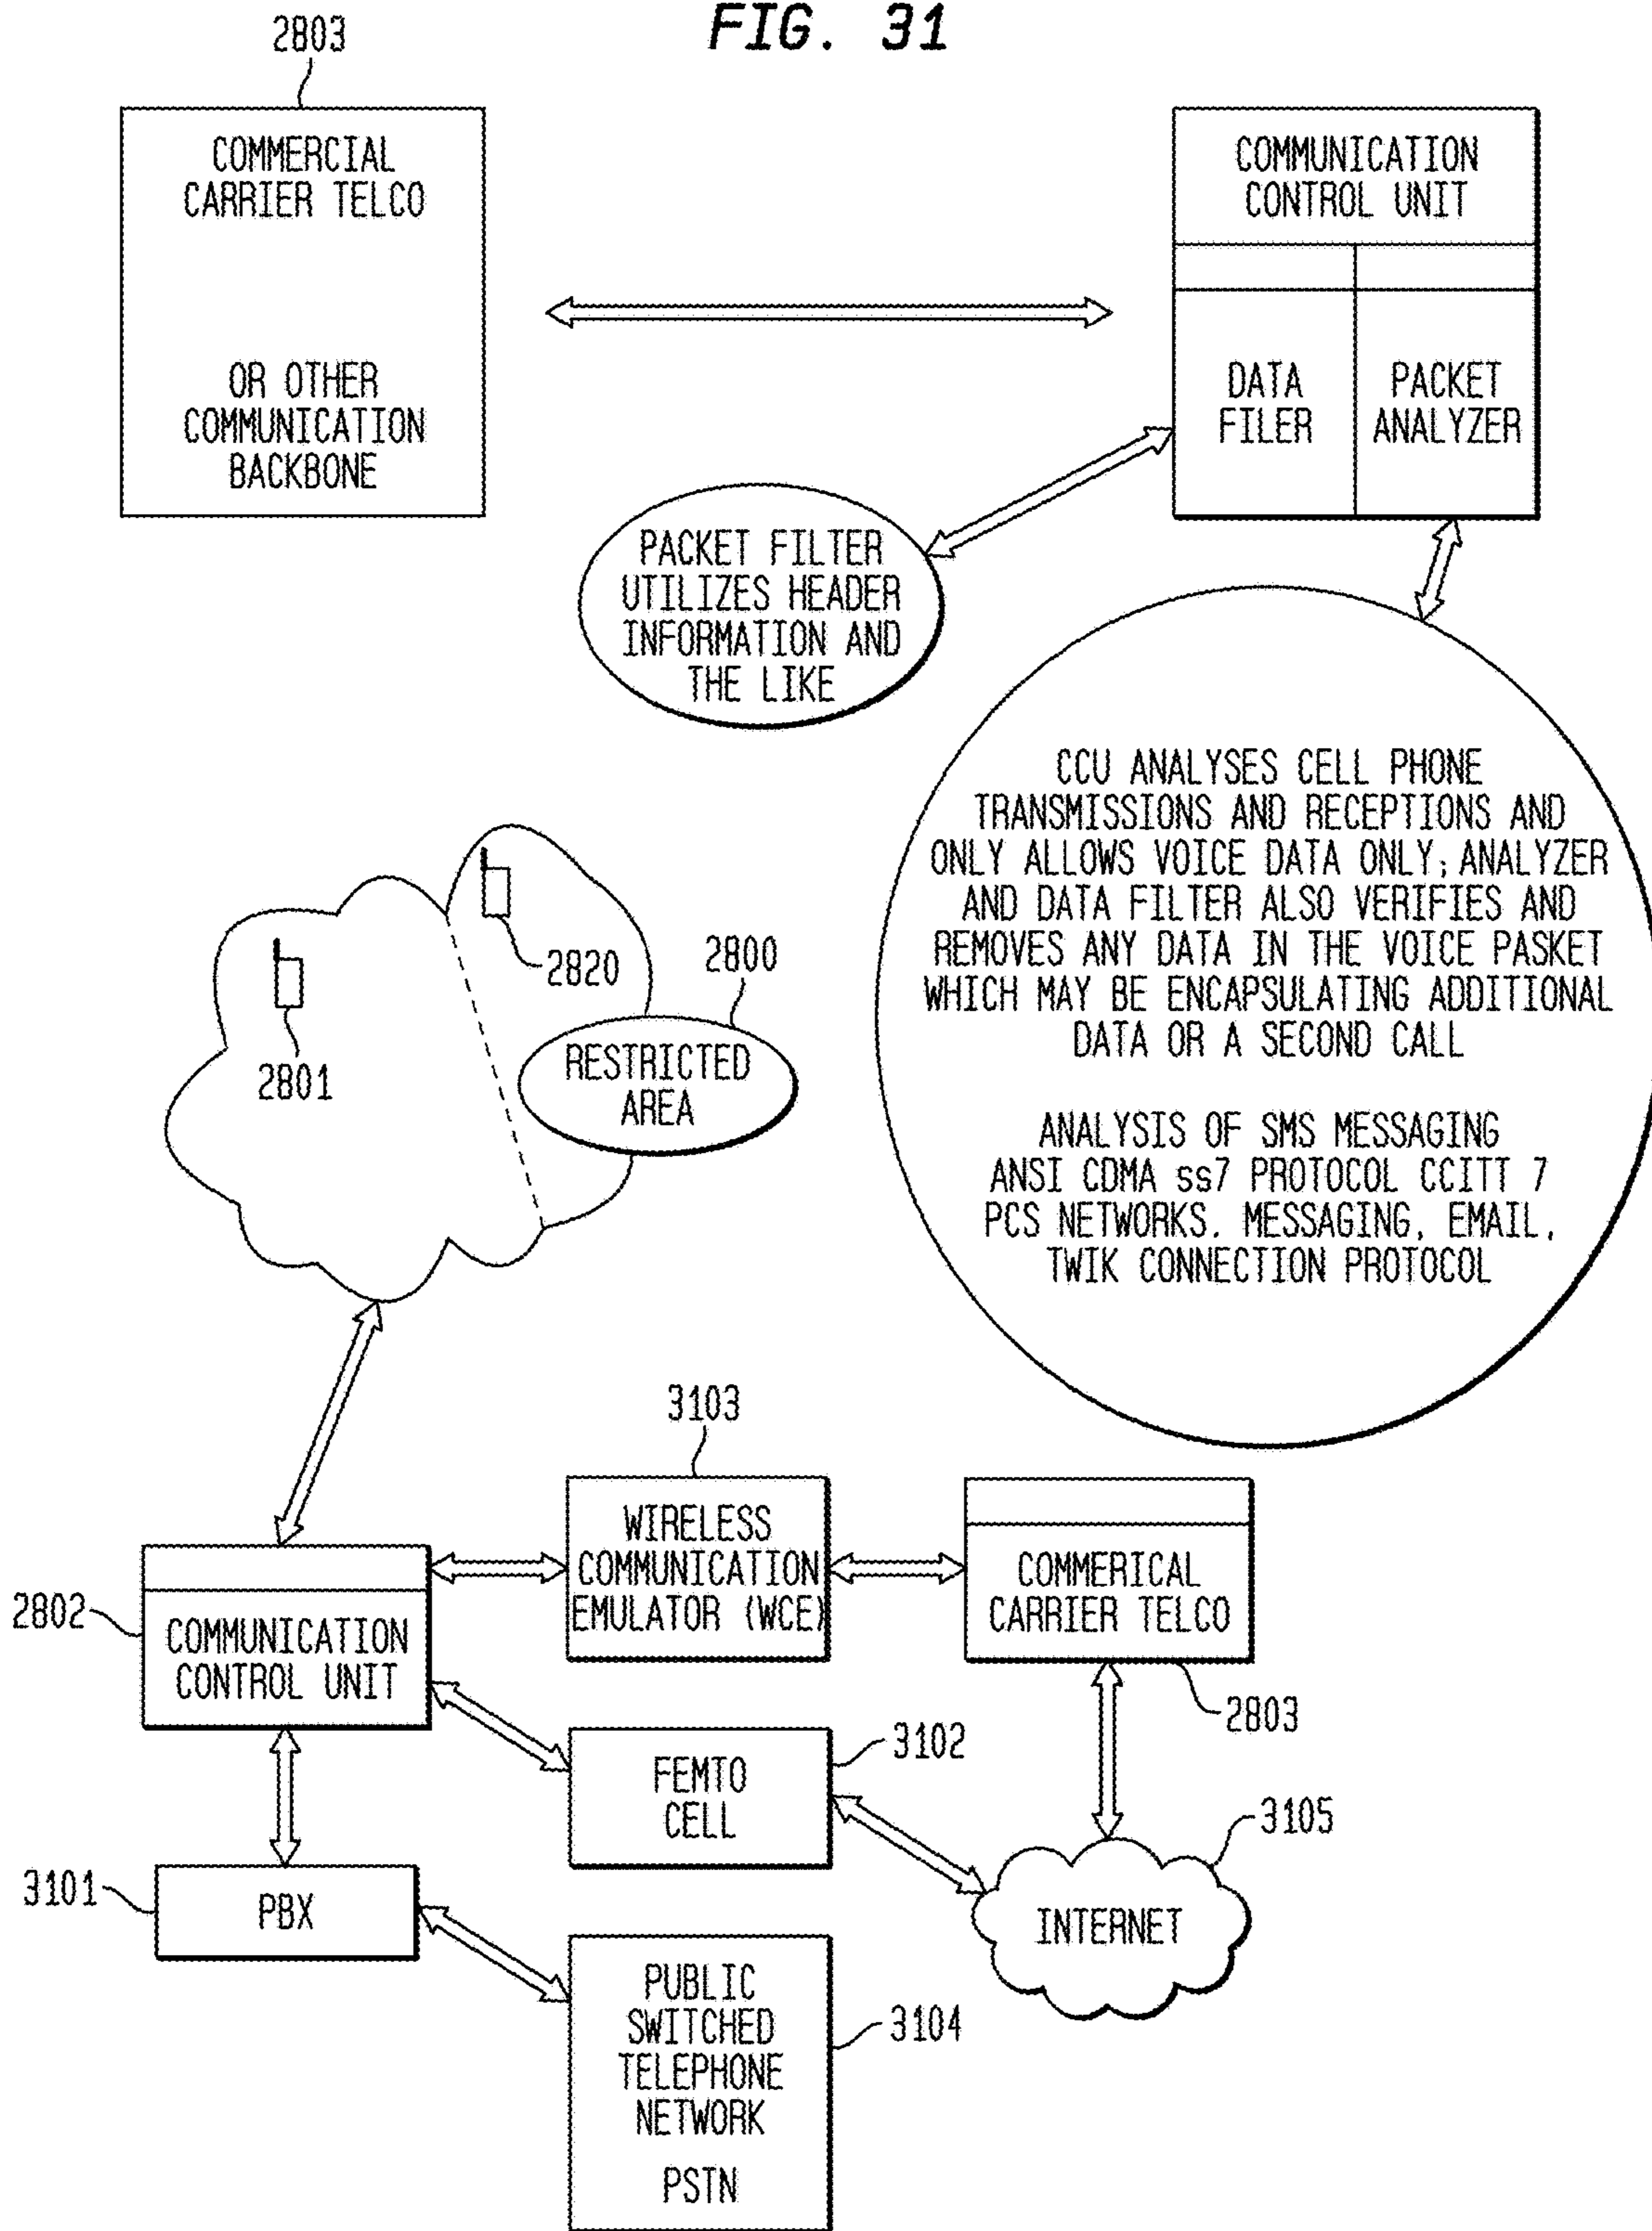 FIG. 31
2803
COMMERCIAL
CARRIER TELCO
OR OTHER
COMMUNICATION
BACKBONE
COMMUNICATION
CONTROL UNIT
DATA
FILER
PACKET
ANALYZER
PACKET FILTER
UTILIZES HEADER
INFORMATION AND
THE LIKE
CCU ANALYSES CELL PHONE
TRANSMISSIONS AND RECEPTIONS AND
ONLY ALLOWS VOICE DATA ONLY; ANALYZER
AND DATA FILTER ALSO VERIFIES AND
REMOVES ANY DATA IN THE VOICE PASKET
WHICH MAY BE ENCAPSULATING ADDITIONAL
DATA OR A SECOND CALL
ANALYSIS OF SMS MESSAGING
ANSI CDMA ss7 PROTOCOL CCITT 7
PCS NETWORKS. MESSAGING, EMAIL,
TWIK CONNECTION PROTOCOL
2801
2820
2800
RESTRICTED
AREA
3103
WIRELESS
COMMUNICATION
EMULATOR (WCE)
COMMERICAL
CARRIER TELCO
2803
2802
COMMUNICATION
CONTROL UNIT
FEMTO
CELL
3102
3105
INTERNET
3101
PBX
PUBLIC
SWITCHED
TELEPHONE
NETWORK
PSTN
3104